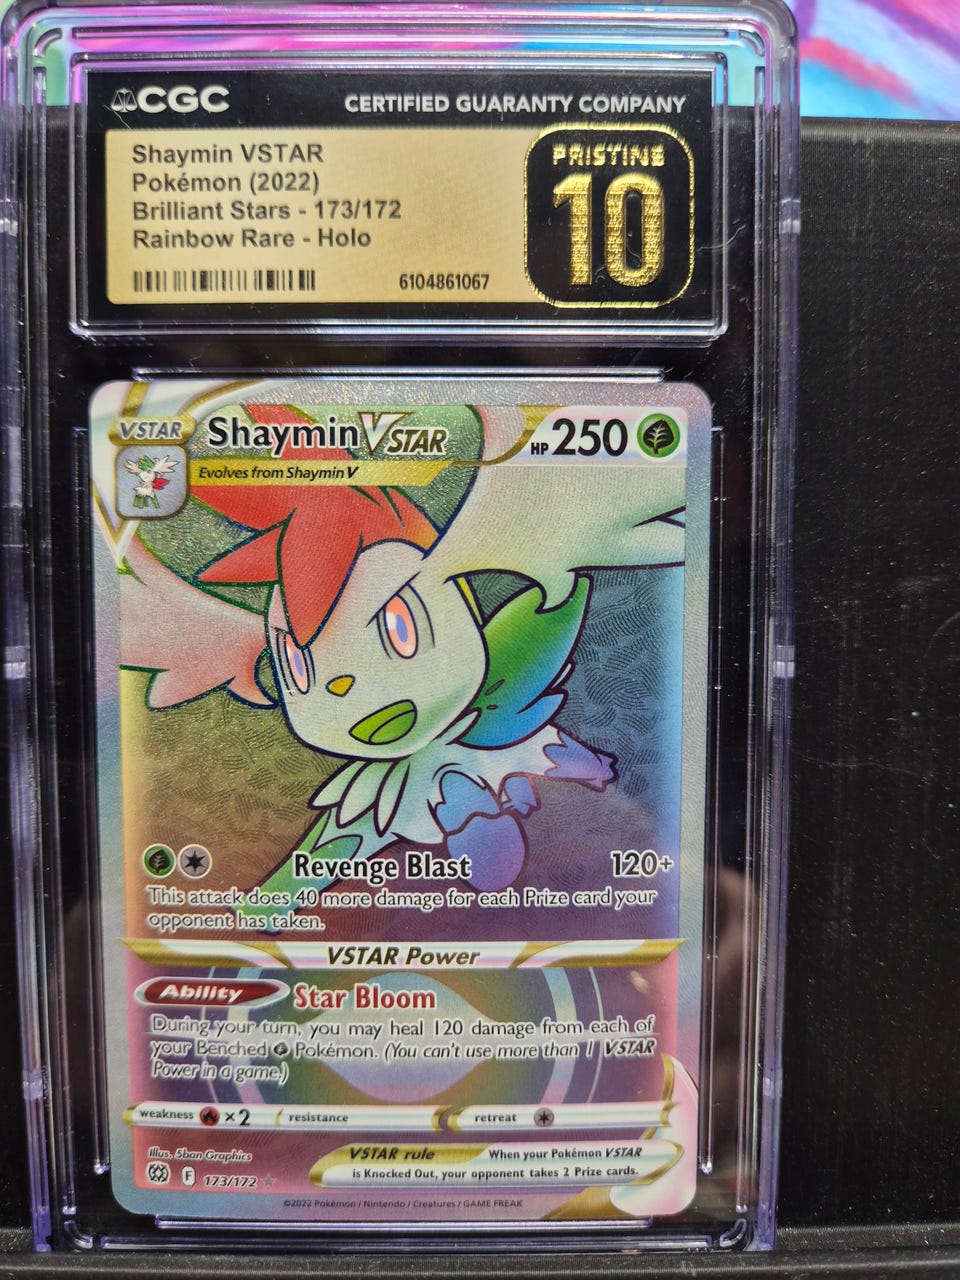 CGC CERTIFIED GUARANTY COMPANY
Shaymin VSTAR
Pokémon (2022)
Brilliant Stars - 173/172
Rainbow Rare - Holo
6104861067
PRISTINE
10
VSTAR Shaymin VSTAR HP 250
Evolves from Shaymin V
Revenge Blast 120+
This attack does 40 more damage for each Prize card your
opponent has taken.
VSTAR Power
Ability Star Bloom
During your turn, you may heal 120 damage from each of
your Benched Pokémon. (You can't use more than 1 VSTAR
Power in a game.)
weakness ×2 resistance retreat
Illus. 5ban Graphics
F 173/172
VSTAR rule When your Pokémon VSTAR
is Knocked Out, your opponent takes 2 Prize cards.
©2022 Pokémon / Nintendo / Creatures / GAME FREAK